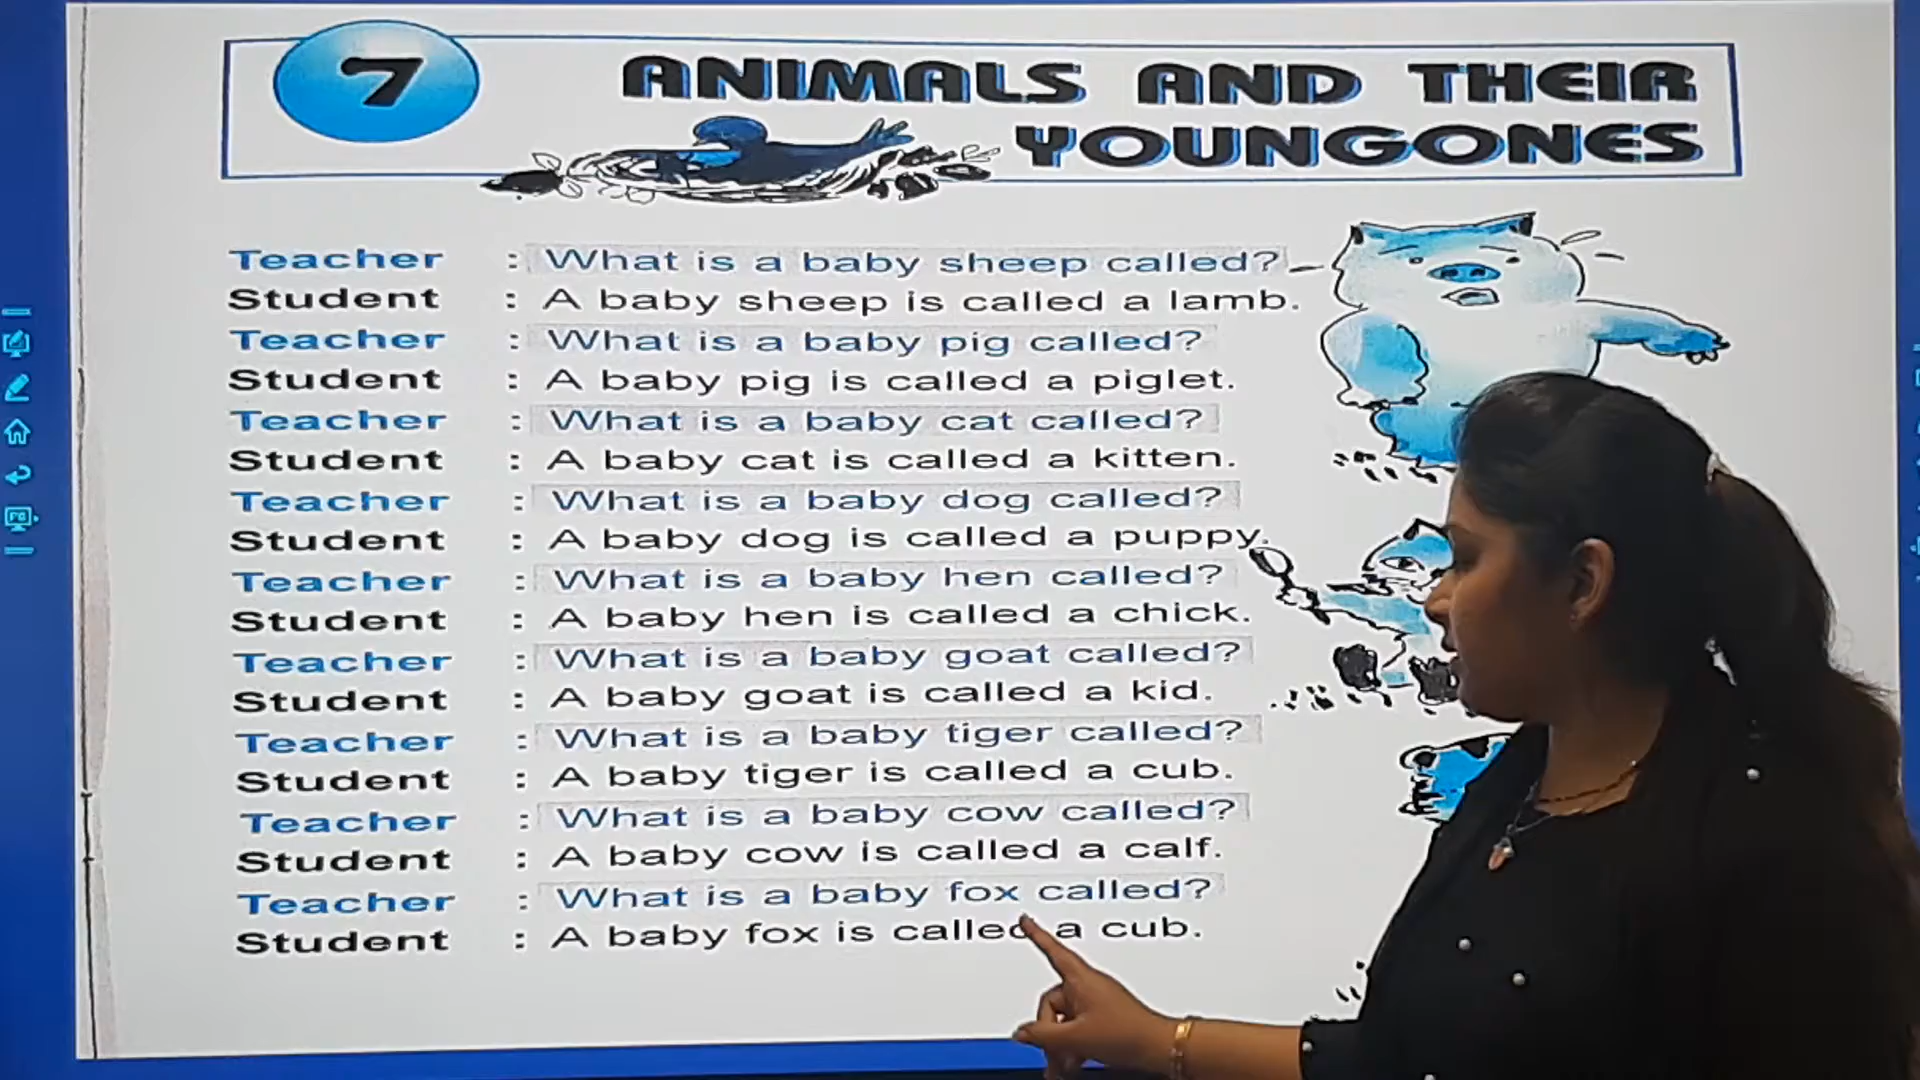 7
ANIMALS AND THEIR
YOUNGONES
Teacher : What is a baby sheep called?
Student : A baby sheep is called a lamb.
Teacher : What is a baby pig called?
Student : A baby pig is called a piglet.
Teacher : What is a baby cat called?
Student : A baby cat is called a kitten.
Teacher : What is a baby dog called?
Student : A baby dog is called a puppy.
Teacher : What is a baby hen called?
Student : A baby hen is called a chick.
Teacher : What is a baby goat called?
Student : A baby goat is called a kid.
Teacher : What is a baby tiger called?
Student : A baby tiger is called a cub.
Teacher : What is a baby cow called?
Student : A baby cow is called a calf.
Teacher : What is a baby fox called?
Student : A baby fox is called a cub.